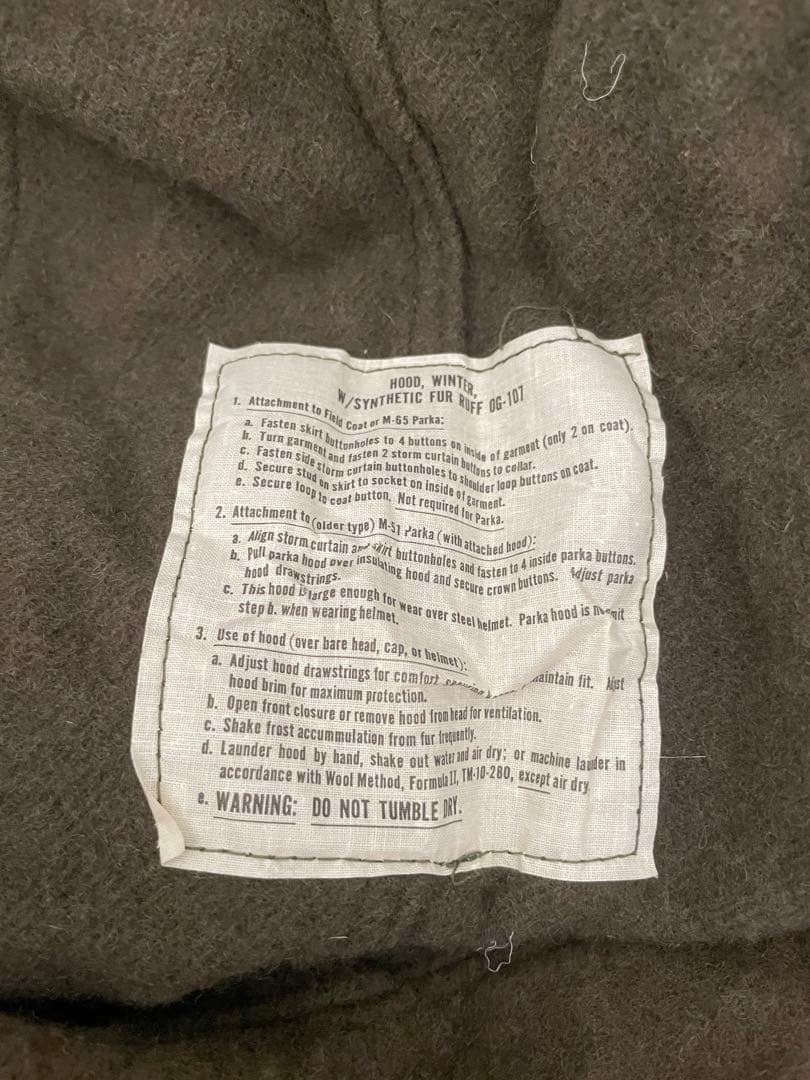 HOOD, WINTER,
W/SYNTHETIC FUR RUFF OG-107
1. Attachment to Field Coat or M-65 Parka:
a. Fasten skirt buttonholes to 4 buttons on inside of garment (only 2 on coat).
b. Turn garment and fasten 2 storm curtain buttons to collar.
c. Fasten side storm curtain buttonholes to shoulder loop buttons on coat.
d. Secure stud on skirt to socket on inside of garment.
e. Secure loop to coat button. Not required for Parka.
2. Attachment to (older type) M-51 Parka (with attached hood):
a. Align storm curtain and skirt buttonholes and fasten to 4 inside parka buttons.
b. Pull parka hood over insulating hood and secure crown buttons. Adjust parka
hood drawstrings.
c. This hood is large enough for wear over steel helmet. Parka hood is
step b. when wearing helmet.
3. Use of hood (over bare head, cap, or helmet):
a. Adjust hood drawstrings for comfort maintain fit. Adjust
hood brim for maximum protection.
b. Open front closure or remove hood from head for ventilation.
c. Shake frost accummulation from fur frequently.
d. Launder hood by hand, shake out water and air dry; or machine launder in
accordance with Wool Method, Formula II, TM-10-280, except air dry
e. WARNING: DO NOT TUMBLE DRY.